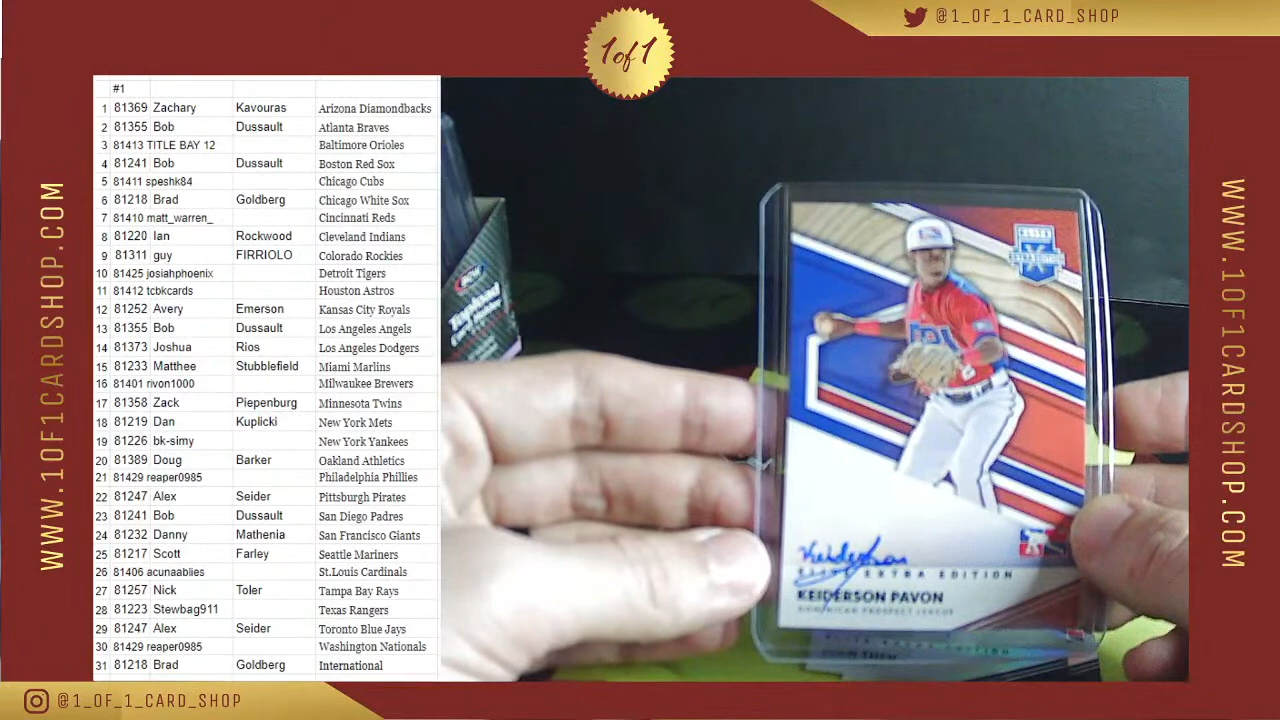 @1_OF_1_CARD_SHOP
1of1
#1
1 81369 Zachary Kavouras Arizona Diamondbacks
2 81355 Bob Dussault Atlanta Braves
3 81413 TITLE BAY 12 Baltimore Orioles
4 81241 Bob Dussault Boston Red Sox
5 81411 speshk84 Chicago Cubs
6 81218 Brad Goldberg Chicago White Sox
7 81410 matt_warren_ Cincinnati Reds
8 81220 Ian Rockwood Cleveland Indians
9 81311 guy FIRRIOLO Colorado Rockies
10 81425 josiahphoenix Detroit Tigers
11 81412 tcbkcards Houston Astros
12 81252 Avery Emerson Kansas City Royals
13 81355 Bob Dussault Los Angeles Angels
14 81373 Joshua Rios Los Angeles Dodgers
15 81233 Matthee Stubblefield Miami Marlins
16 81401 rivon1000 Milwaukee Brewers
17 81358 Zack Piepenburg Minnesota Twins
18 81219 Dan Kuplicki New York Mets
19 81226 bk-simy New York Yankees
20 81389 Doug Barker Oakland Athletics
21 81429 reaper0985 Philadelphia Phillies
22 81247 Alex Seider Pittsburgh Pirates
23 81241 Bob Dussault San Diego Padres
24 81232 Danny Mathenia San Francisco Giants
25 81217 Scott Farley Seattle Mariners
26 81406 acunaablies St.Louis Cardinals
27 81257 Nick Toler Tampa Bay Rays
28 81223 Stewbag911 Texas Rangers
29 81247 Alex Seider Toronto Blue Jays
30 81429 reaper0985 Washington Nationals
31 81218 Brad Goldberg International
WWW.1OF1CARDSHOP.COM
ELITE
EXTRA EDITION
Keiderson
ELITE EXTRA EDITION
KEIDERSON PAVON
DOMINICAN PROSPECT LEAGUE
WWW.1OF1CARDSHOP.COM
@1_OF_1_CARD_SHOP